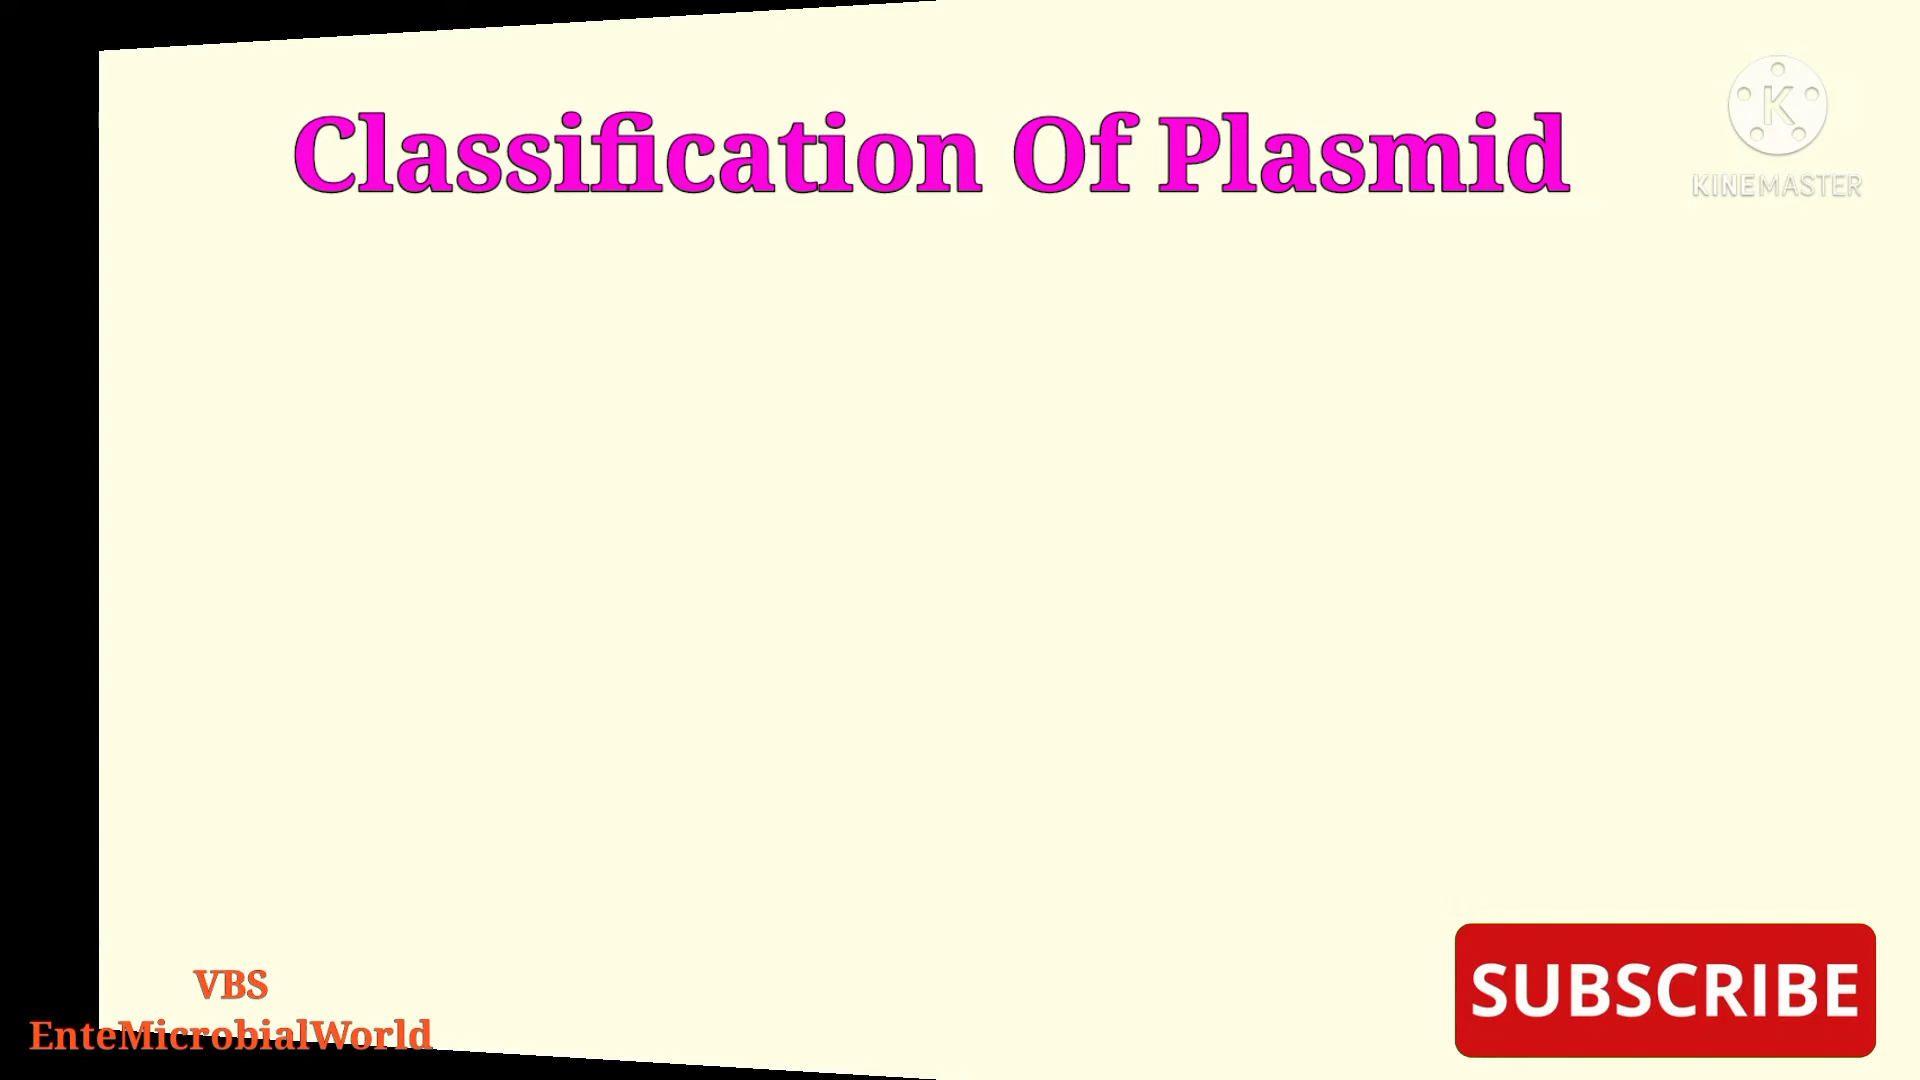 Classification Of Plasmid
K
KINEMASTER
VBS
EnteMicrobialWorld
SUBSCRIBE